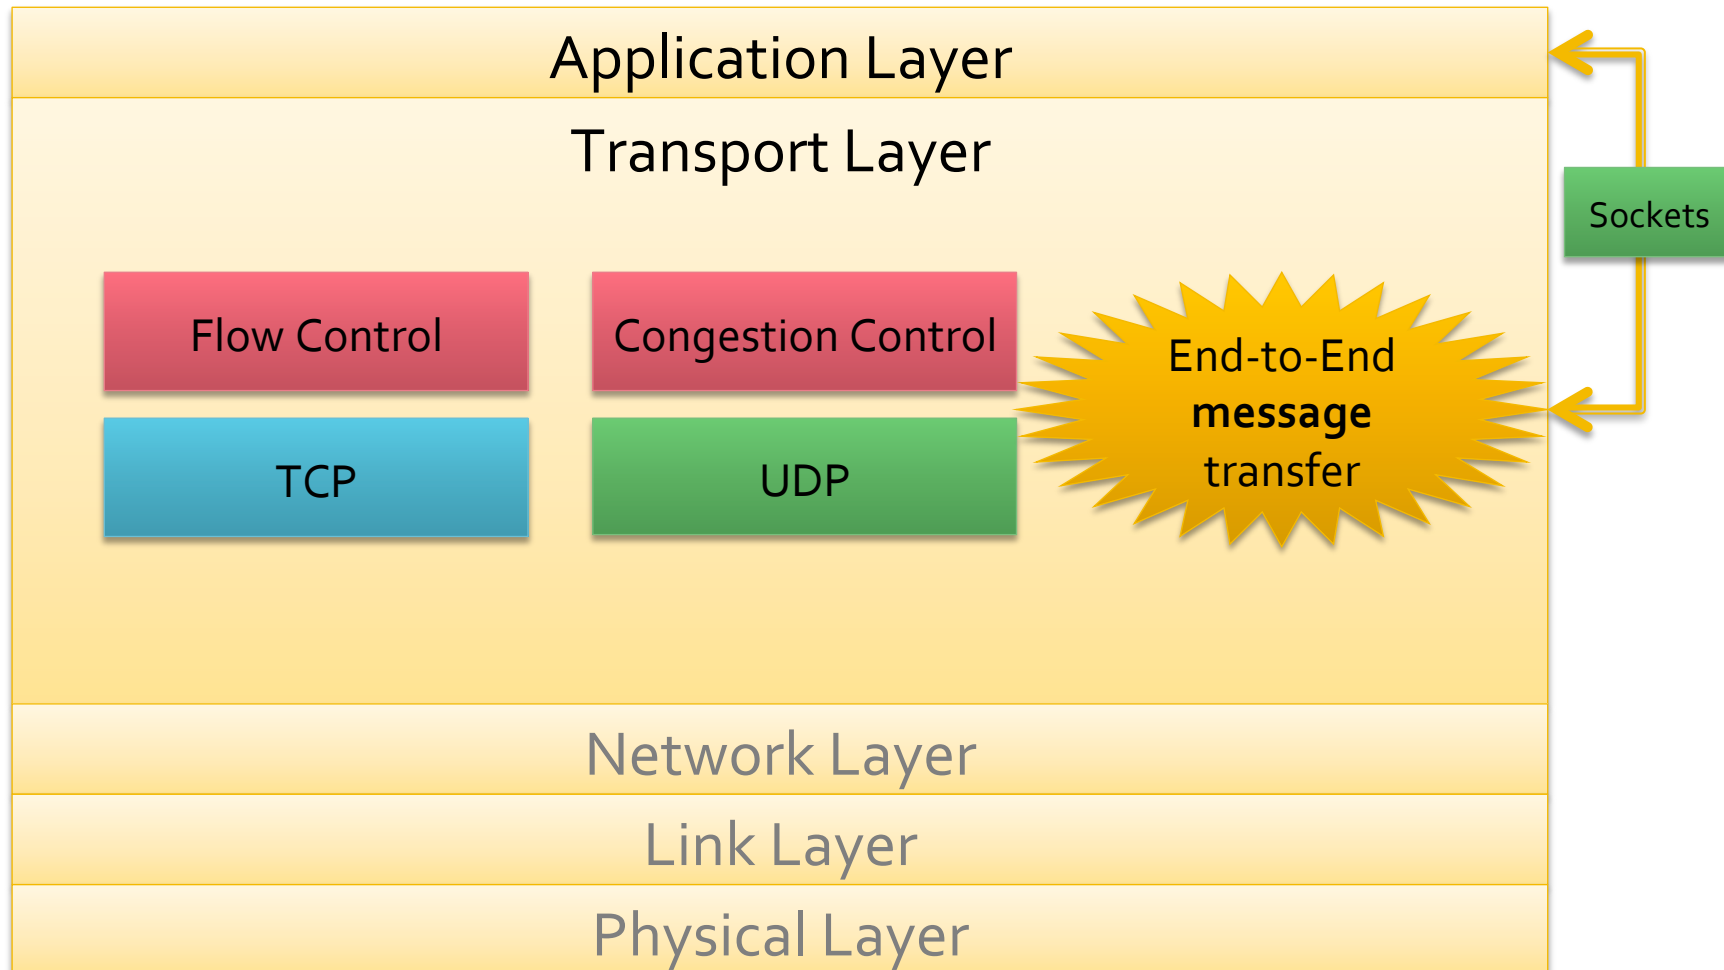 Application Layer
Transport Layer
Sockets
Flow Control
Congestion Control
End-to-End
message
transfer
TCP
UDP
Network Layer
Link Layer
Physical Layer